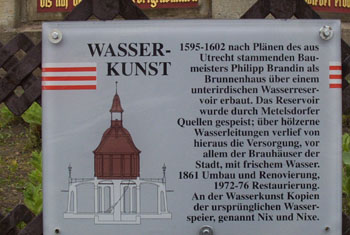 WASSER-
KUNST
1595-1602 nach Plänen des aus
Utrecht stammenden Bau-
meisters Philipp Brandin als
Brunnenhaus über einem
unterirdischen Wasserreser-
voir erbaut. Das Reservoir
wurde durch Metelsdorfer
Quellen gespeist; über hölzerne
Wasserleitungen verlief von
hieraus die Versorgung, vor
allem der Brauhäuser der
Stadt, mit frischem Wasser.
1861 Umbau und Renovierung,
1972-76 Restaurierung.
An der Wasserkunst Kopien
der ursprünglichen Wasser-
speier, genannt Nix und Nixe.